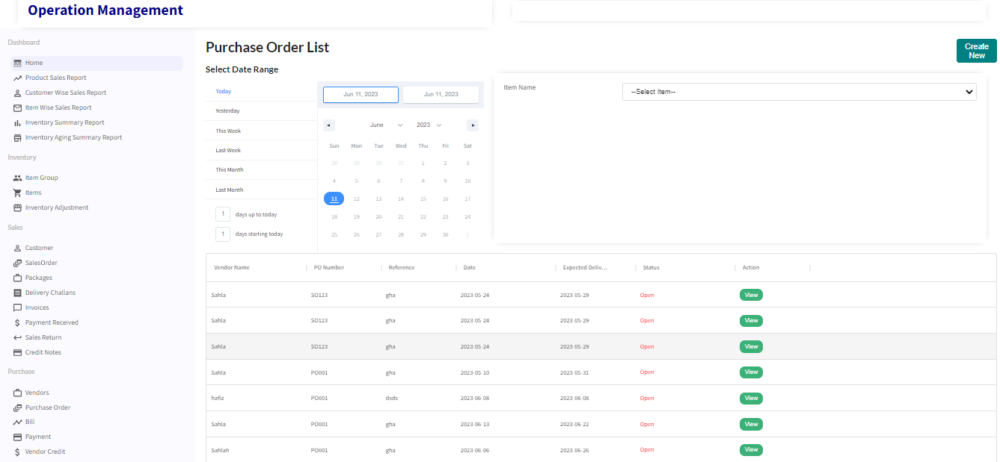 Operation Management
Dashboard
Home
Product Sales Report
Customer Wise Sales Report
Item Wise Sales Report
Inventory Summary Report
Inventory Aging Summary Report
Inventory
Item Group
Items
Inventory Adjustment
Sales
Customer
SalesOrder
Packages
Delivery Challans
Invoices
Payment Received
Sales Return
Credit Notes
Purchase
Vendors
Purchase Order
Bill
Payment
Vendor Credit
Purchase Order List
Create
New
Select Date Range
Today
Yesterday
This Week
Last Week
This Month
Last Month
1 days up to today
1 days starting today
Jun 11, 2023 Jun 11, 2023
June 2023
Sun Mon Tue Wed Thu Fri Sat
28 29 30 31 1 2 3
4 5 6 7 8 9 10
11 12 13 14 15 16 17
18 19 20 21 22 23 24
25 26 27 28 29 30 1
Item Name --Select Item--
Vendor Name PO Number Reference Date Expected Deliv... Status Action
Sahla SO123 gha 2023-05-24 2023-05-29 Open View
Sahla SO123 gha 2023-05-24 2023-05-29 Open View
Sahla SO123 gha 2023-05-24 2023-05-29 Open View
Sahla PO001 gha 2023-05-10 2023-05-31 Open View
hafiz PO001 dsds 2023-06-08 2023-06-08 Open View
Sahla PO001 gha 2023-06-13 2023-06-22 Open View
Sahlah PO001 gha 2023-06-06 2023-06-26 Open View